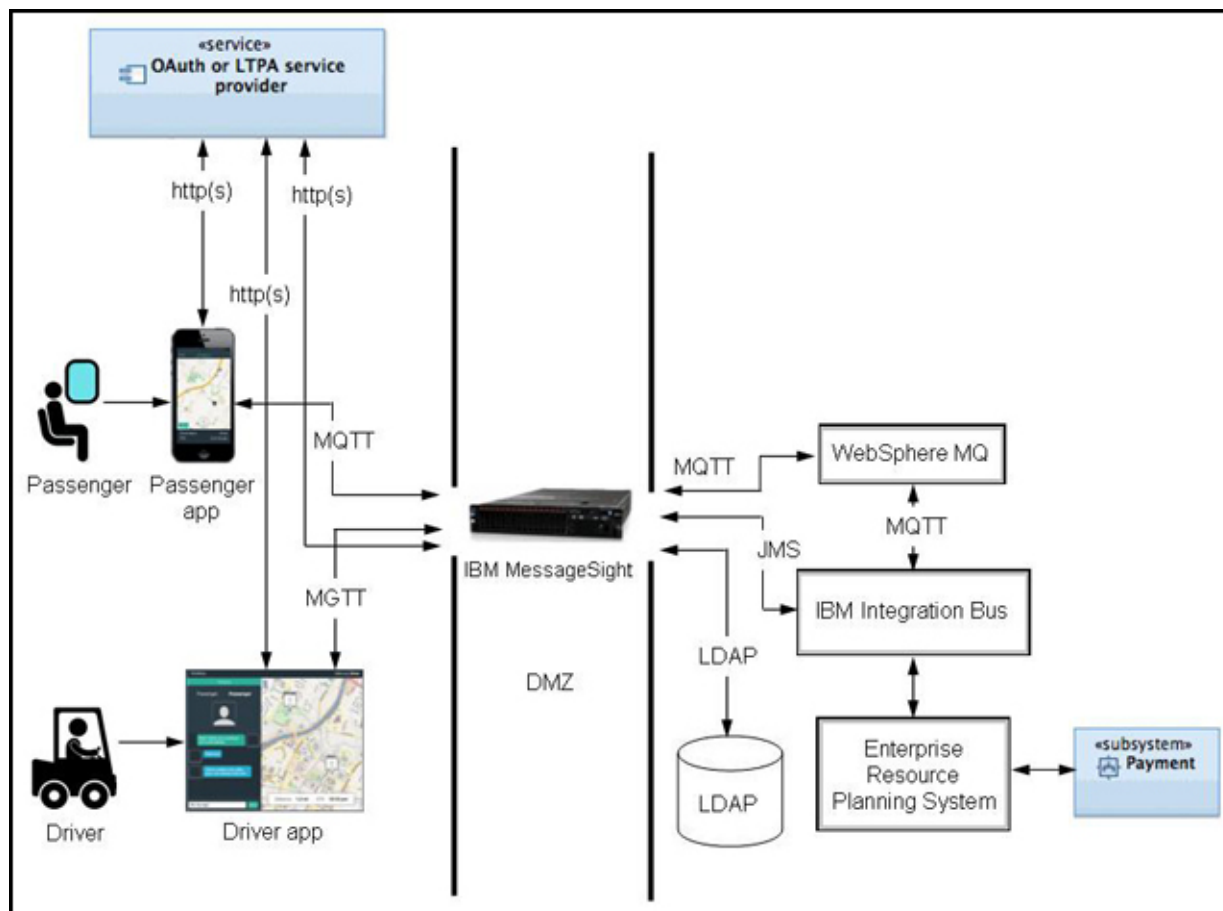 «service»
OAuth or LTPA service
provider
http(s)
http(s)
http(s)
Passenger
Passenger
app
MQTT
MGTT
Driver
Driver app
IBM MessageSight
DMZ
MQTT
JMS
LDAP
LDAP
WebSphere MQ
MQTT
IBM Integration Bus
Enterprise
Resource
Planning System
«subsystem»
Payment